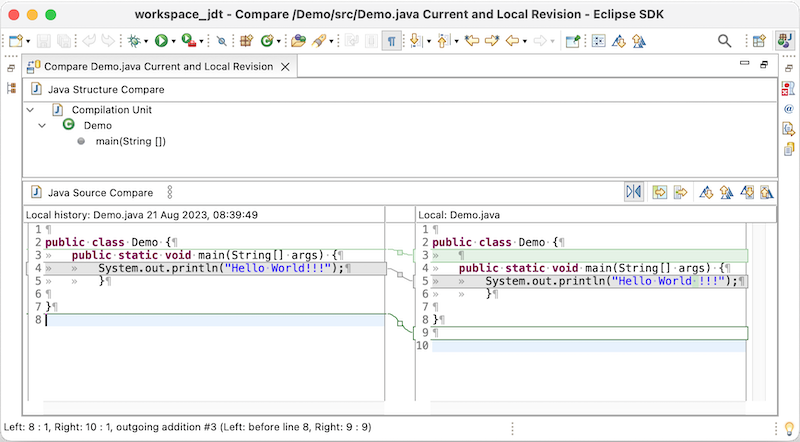 workspace_jdt - Compare /Demo/src/Demo.java Current and Local Revision - Eclipse SDK
Compare Demo.java Current and Local Revision
Java Structure Compare
Compilation Unit
Demo
main(String [])
Java Source Compare
Local history: Demo.java 21 Aug 2023, 08:39:49
1 ¶
2 public·class·Demo·{¶
3 » public·static·void·main(String[]·args)·{¶
4 » » System.out.println("Hello·World!!!");¶
5 » » }¶
6 ¶
7 }¶
8
Local: Demo.java
1 ¶
2 public·class·Demo·{¶
3 » ¶
4 » public·static·void·main(String[]·args)·{¶
5 » » System.out.println("Hello·World·!!!");¶
6 » » }¶
7 ¶
8 }¶
9 ¶
10
Left: 8 : 1, Right: 10 : 1, outgoing addition #3 (Left: before line 8, Right: 9 : 9)